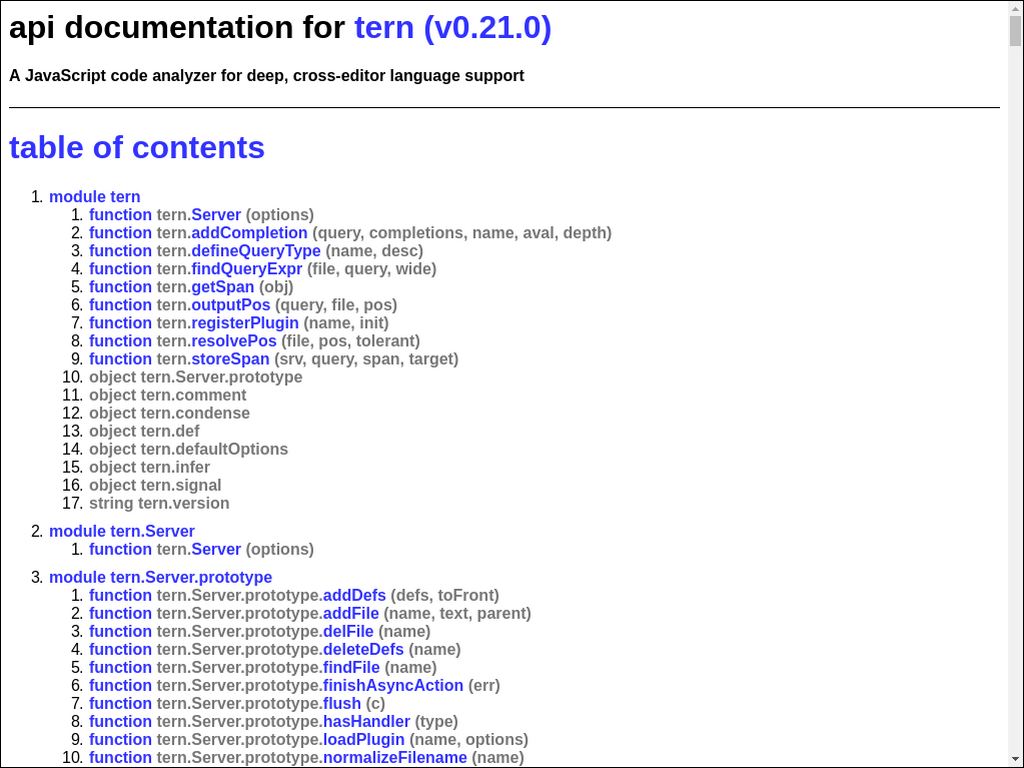 api documentation for tern (v0.21.0)
A JavaScript code analyzer for deep, cross-editor language support
table of contents
1. module tern
1. function tern.Server (options)
2. function tern.addCompletion (query, completions, name, aval, depth)
3. function tern.defineQueryType (name, desc)
4. function tern.findQueryExpr (file, query, wide)
5. function tern.getSpan (obj)
6. function tern.outputPos (query, file, pos)
7. function tern.registerPlugin (name, init)
8. function tern.resolvePos (file, pos, tolerant)
9. function tern.storeSpan (srv, query, span, target)
10. object tern.Server.prototype
11. object tern.comment
12. object tern.condense
13. object tern.def
14. object tern.defaultOptions
15. object tern.infer
16. object tern.signal
17. string tern.version
2. module tern.Server
1. function tern.Server (options)
3. module tern.Server.prototype
1. function tern.Server.prototype.addDefs (defs, toFront)
2. function tern.Server.prototype.addFile (name, text, parent)
3. function tern.Server.prototype.delFile (name)
4. function tern.Server.prototype.deleteDefs (name)
5. function tern.Server.prototype.findFile (name)
6. function tern.Server.prototype.finishAsyncAction (err)
7. function tern.Server.prototype.flush (c)
8. function tern.Server.prototype.hasHandler (type)
9. function tern.Server.prototype.loadPlugin (name, options)
10. function tern.Server.prototype.normalizeFilename (name)